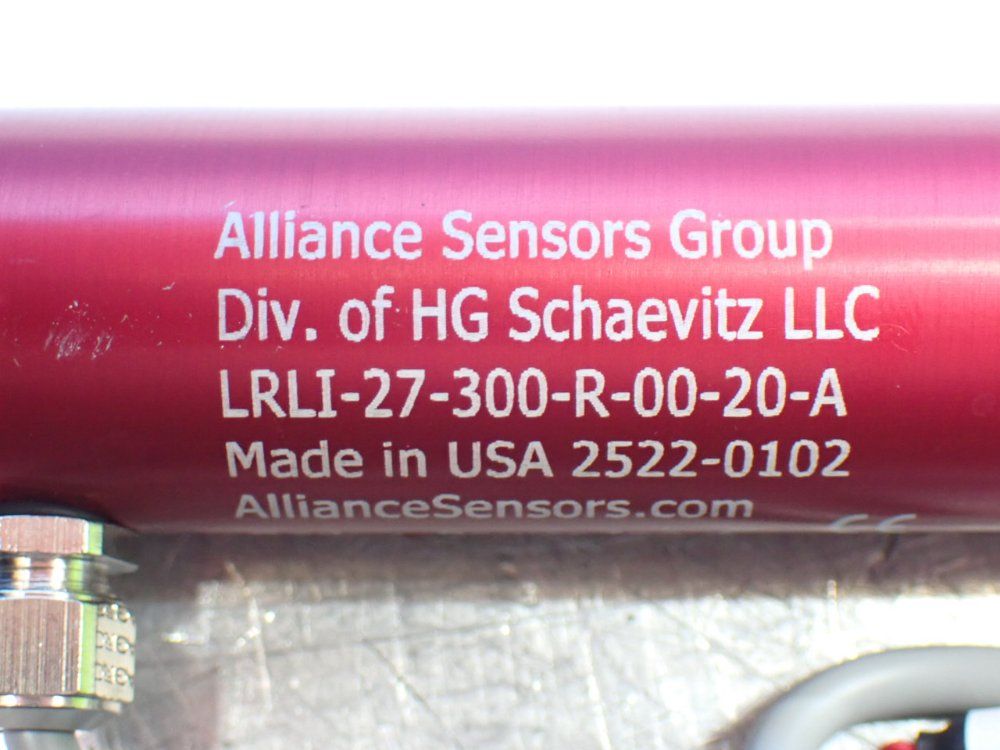 Alliance Sensors Group
Div. of HG Schaevitz LLC
LRLI-27-300-R-00-20-A
Made in USA 2522-0102
AllianceSensors.com
CE